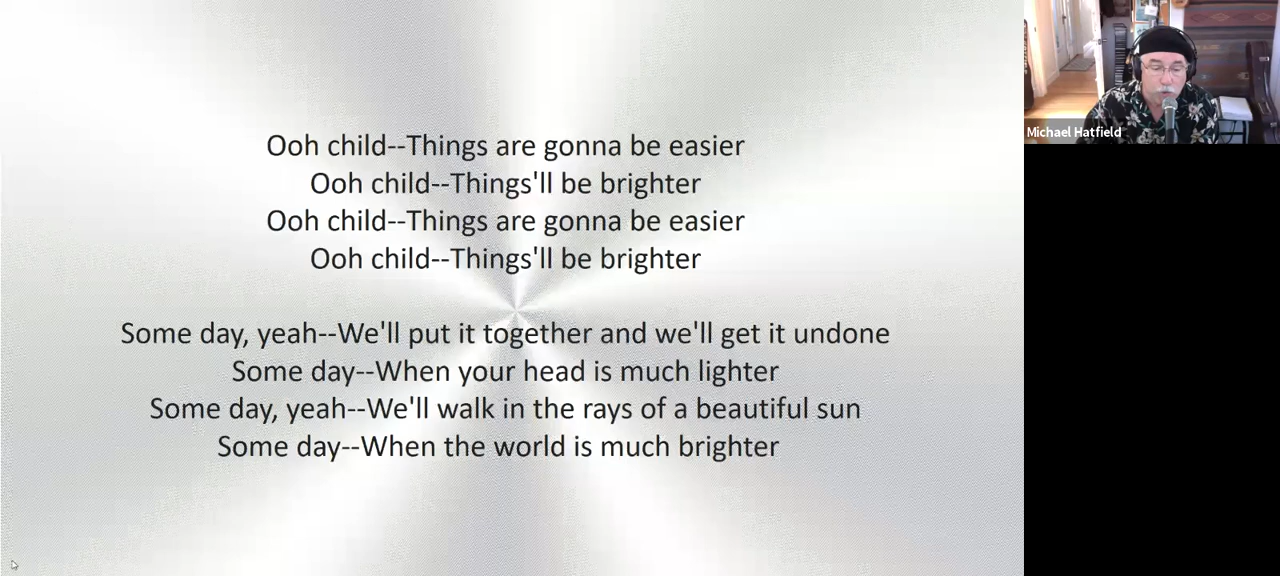 Ooh child--Things are gonna be easier
Ooh child--Things'll be brighter
Ooh child--Things are gonna be easier
Ooh child--Things'll be brighter
Some day, yeah--We'll put it together and we'll get it undone
Some day--When your head is much lighter
Some day, yeah--We'll walk in the rays of a beautiful sun
Some day--When the world is much brighter
Michael Hatfield